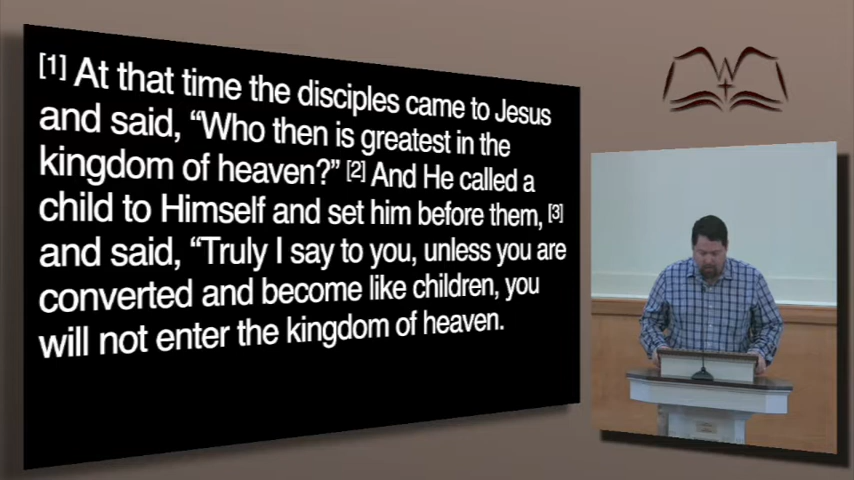 [1] At that time the disciples came to Jesus
and said, “Who then is greatest in the
kingdom of heaven?” [2] And He called a
child to Himself and set him before them, [3]
and said, “Truly I say to you, unless you are
converted and become like children, you
will not enter the kingdom of heaven.